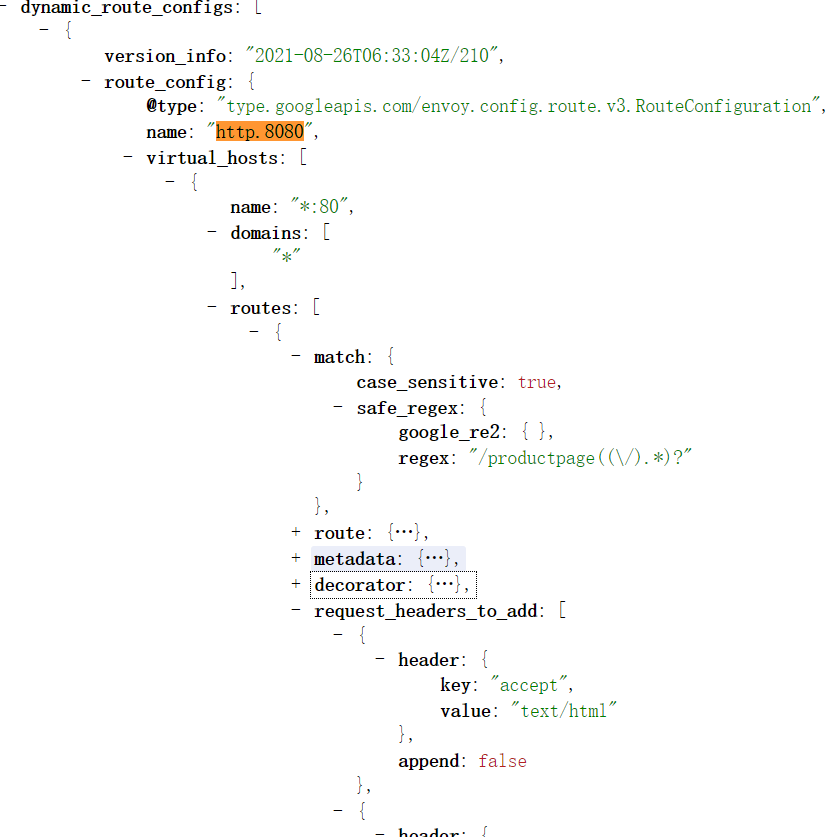 - dynamic_route_configs: [
- {
version_info: "2021-08-26T06:33:04Z/210",
- route_config: {
@type: "type.googleapis.com/envoy.config.route.v3.RouteConfiguration",
name: "http.8080",
- virtual_hosts: [
- {
name: "*:80",
- domains: [
"*"
],
- routes: [
- {
- match: {
case_sensitive: true,
- safe_regex: {
google_re2: { },
regex: "/productpage((\/).*)?"
}
},
+ route: {…},
+ metadata: {…},
+ decorator: {…},
- request_headers_to_add: [
- {
- header: {
key: "accept",
value: "text/html"
},
append: false
},
- {
- header: {